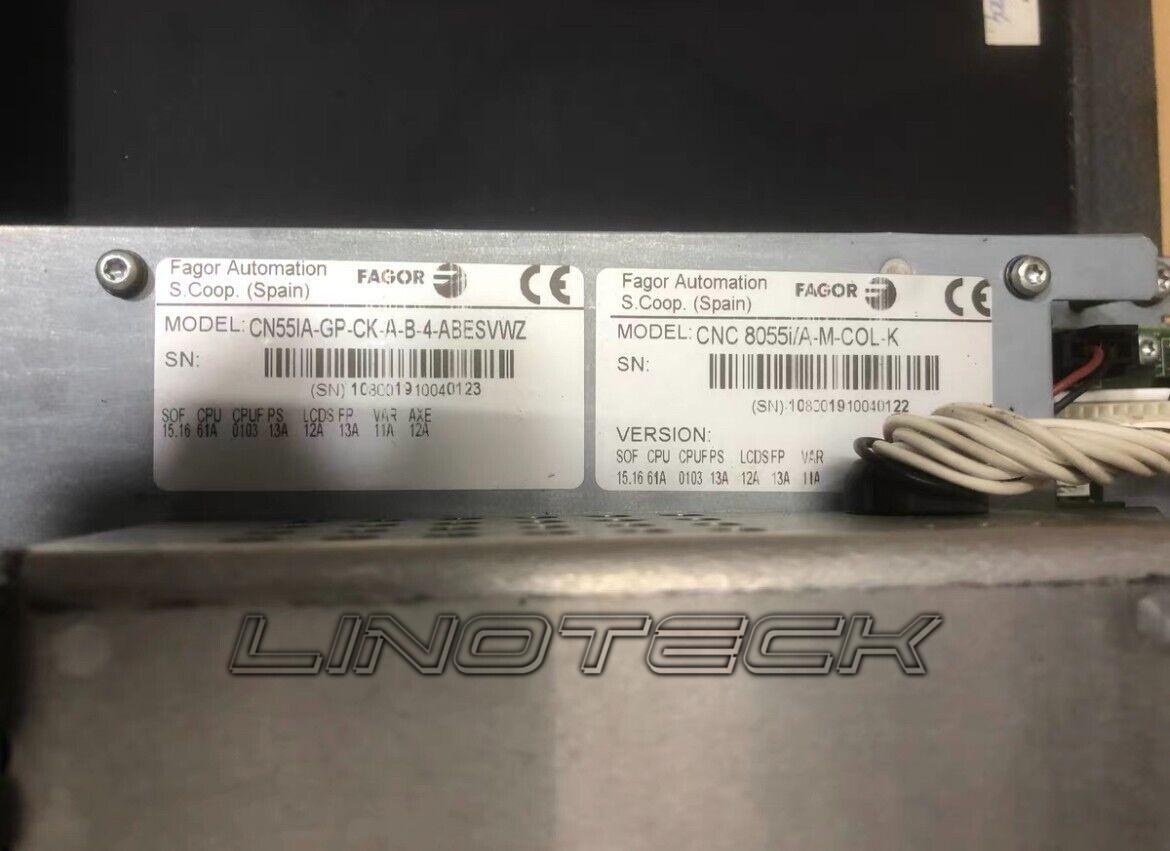 Fagor Automation
S.Coop. (Spain)
FAGOR
CE
MODEL: CN55IA-GP-CK-A-B-4-ABESVWZ
SN:
(SN) 108001910040123
SOF CPU CPUF PS LCDS FP VAR AXE
15.16 61A 0103 13A 12A 13A 11A 12A
Fagor Automation
S.Coop. (Spain)
FAGOR
CE
MODEL: CNC 8055i/A-M-COL-K
SN:
(SN) 108001910040122
VERSION:
SOF CPU CPUF PS LCDS FP VAR
15.16 61A 0103 13A 12A 13A 11A
LINOTECK